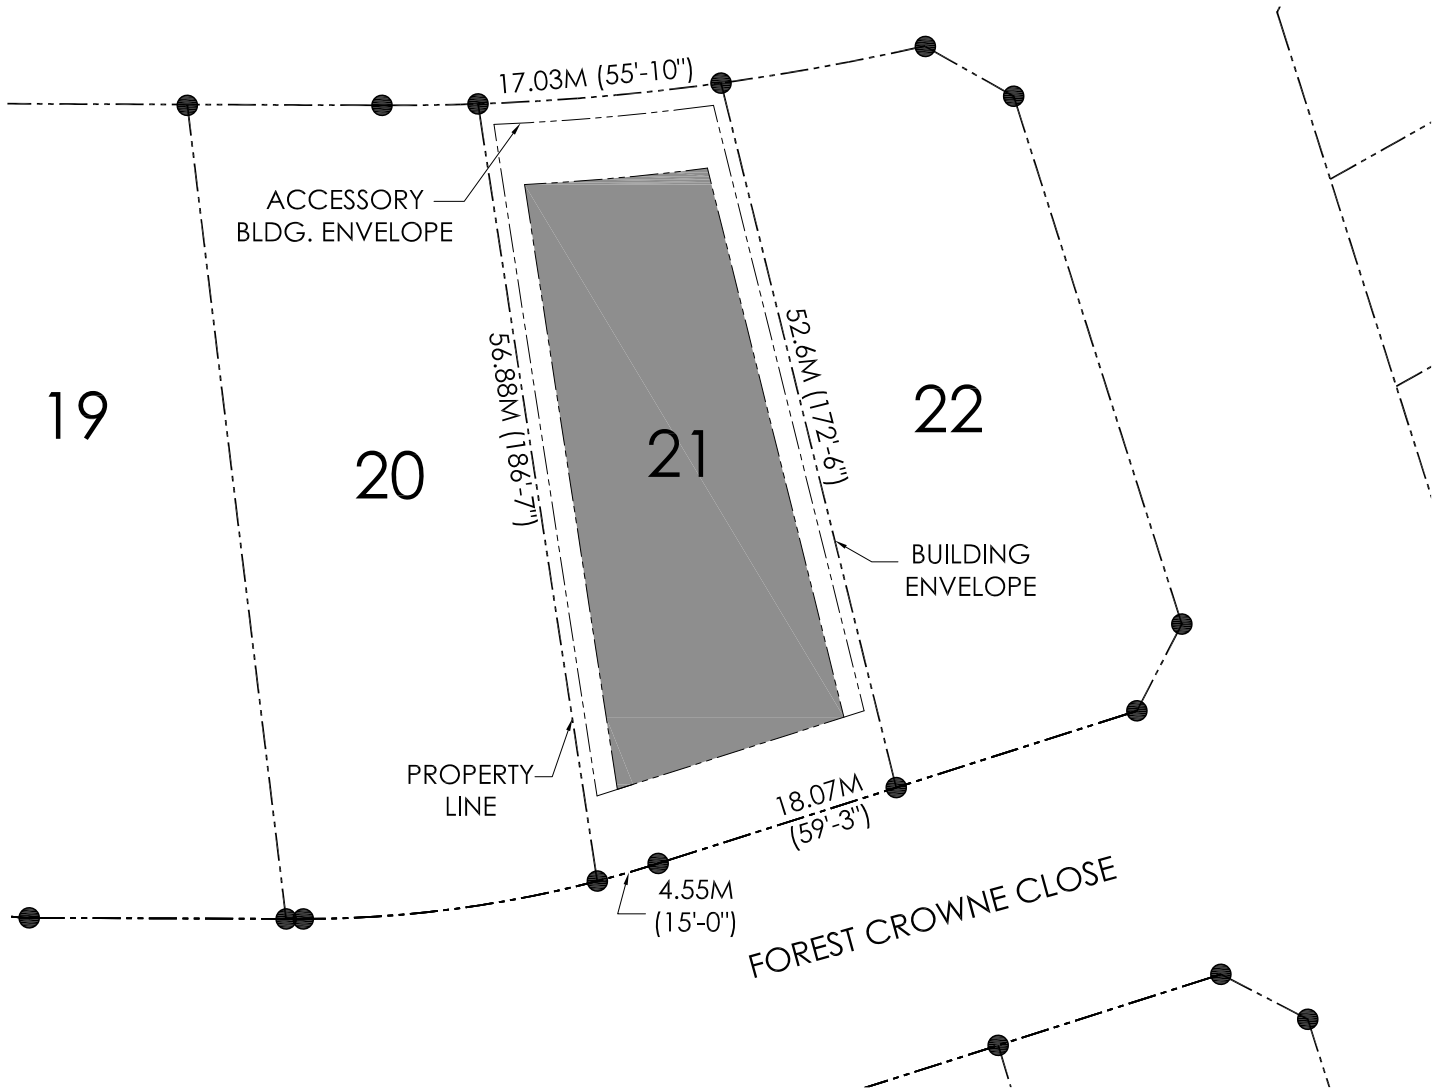 17.03M (55'-10")
ACCESSORY
BLDG. ENVELOPE
56.88M (186'-7")
52.6M (172'-6")
19
20
21
22
BUILDING
ENVELOPE
PROPERTY
LINE
18.07M
(59'-3")
4.55M
(15'-0")
FOREST CROWNE CLOSE